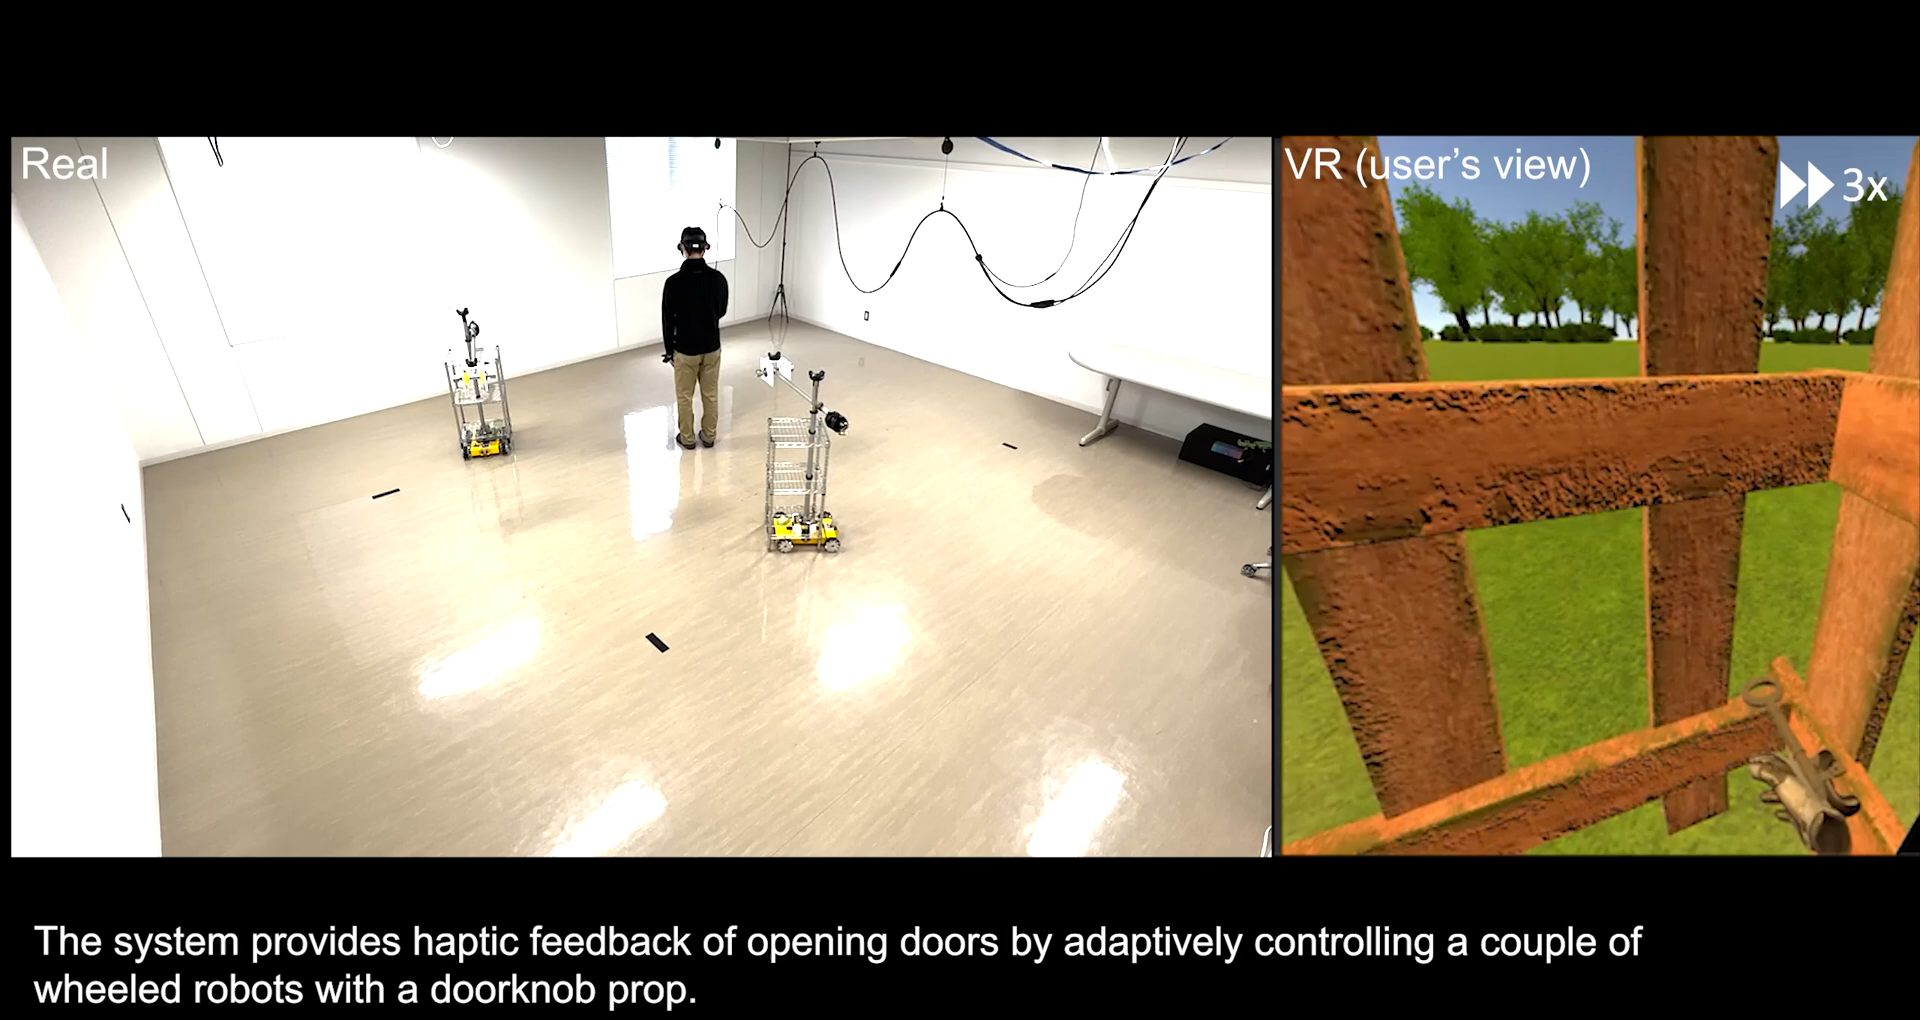 Real
VR (user’s view)
3x
The system provides haptic feedback of opening doors by adaptively controlling a couple of
wheeled robots with a doorknob prop.